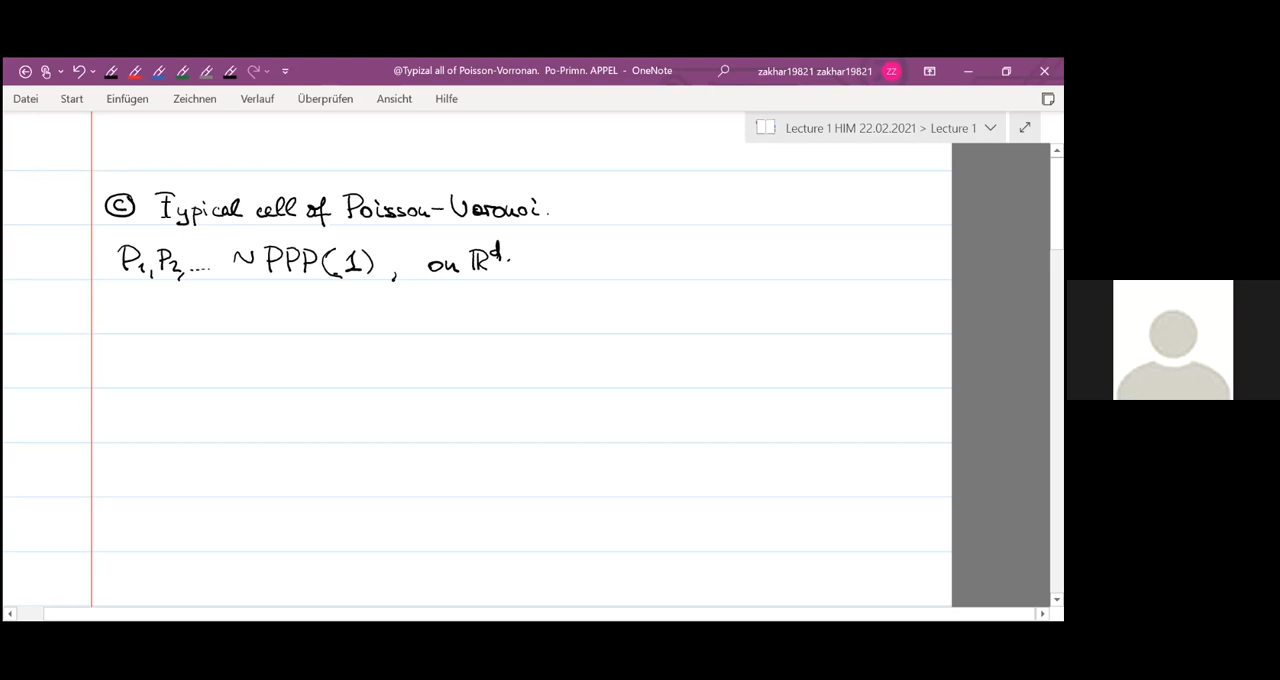 @Typizal all of Poisson-Vorronan. Po-Primn. APPEL - OneNote
zakhar19821 zakhar19821 ZZ
Datei Start Einfügen Zeichnen Verlauf Überprüfen Ansicht Hilfe
Lecture 1 HIM 22.02.2021 > Lecture 1
© Typical cell of Poisson-Voronoi.
P₁, P₂, .... ~ PPP(1), on ℝᵈ.